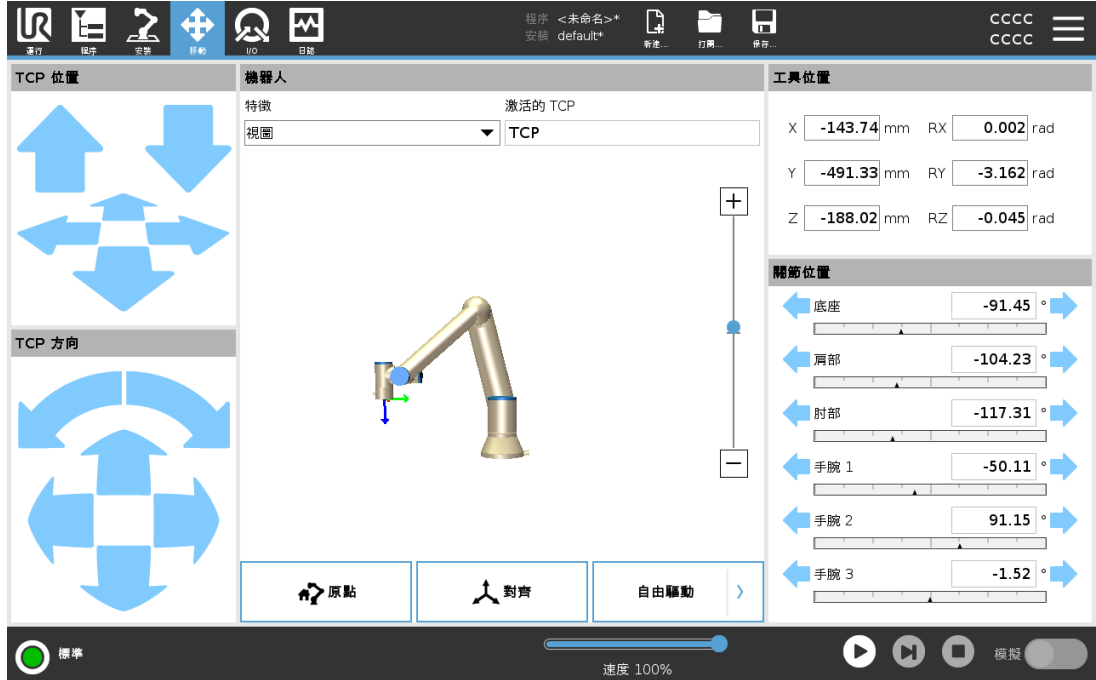 UR
程序 <未命名>*
安裝 default*
cccc
cccc
運行
程序
安裝
移動
I/O
日誌
新建...
打開...
保存...
TCP 位置
機器人
工具位置
特徵
激活的 TCP
視圖
TCP
X -143.74 mm RX 0.002 rad
Y -491.33 mm RY -3.162 rad
Z -188.02 mm RZ -0.045 rad
關節位置
底座 -91.45 °
肩部 -104.23 °
肘部 -117.31 °
手腕 1 -50.11 °
手腕 2 91.15 °
手腕 3 -1.52 °
TCP 方向
原點
對齊
自由驅動
標準
速度 100%
模擬